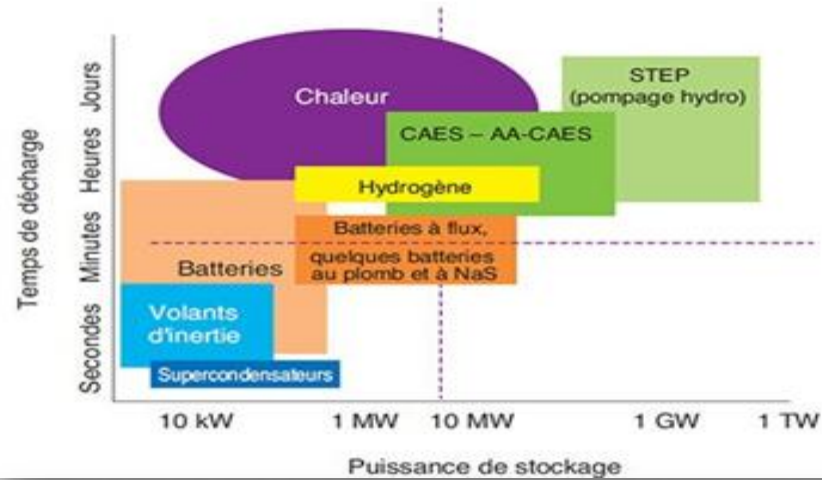 Temps de décharge
Jours
Heures
Minutes
Secondes
Chaleur
STEP
(pompage hydro)
CAES – AA-CAES
Hydrogène
Batteries à flux,
quelques batteries
au plomb et à NaS
Batteries
Volants
d'inertie
Supercondensateurs
10 kW
1 MW
10 MW
1 GW
1 TW
Puissance de stockage